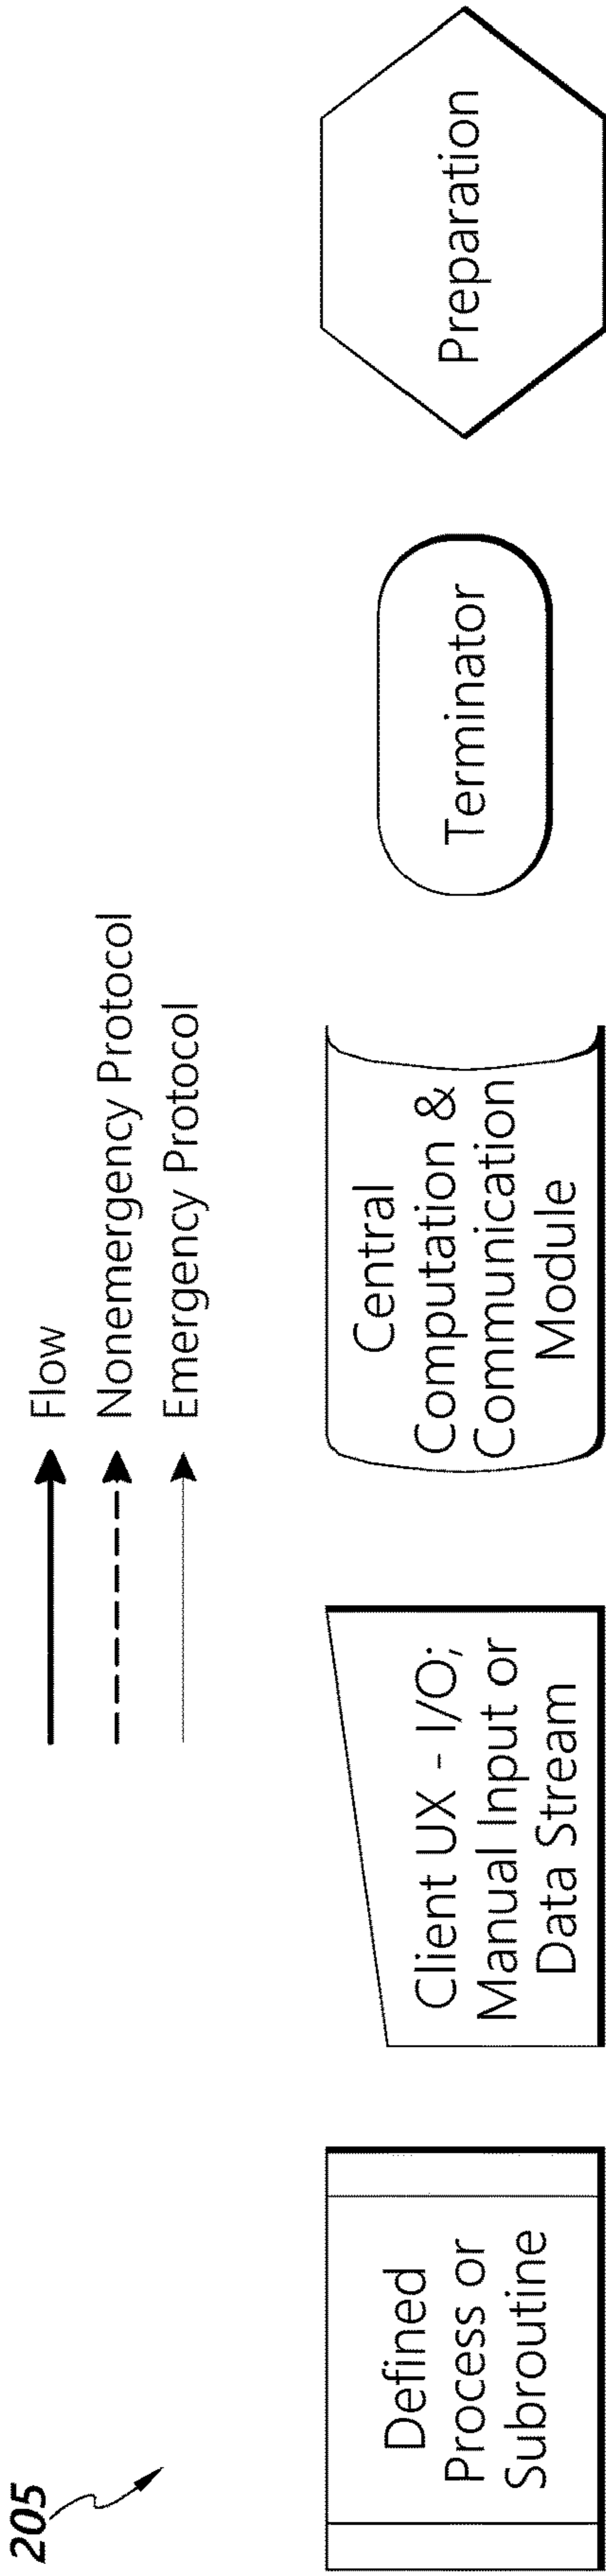 205
Flow
Nonemergency Protocol
Emergency Protocol
Defined
Process or
Subroutine
Client UX - I/O;
Manual Input or
Data Stream
Central
Computation &
Communication
Module
Terminator
Preparation